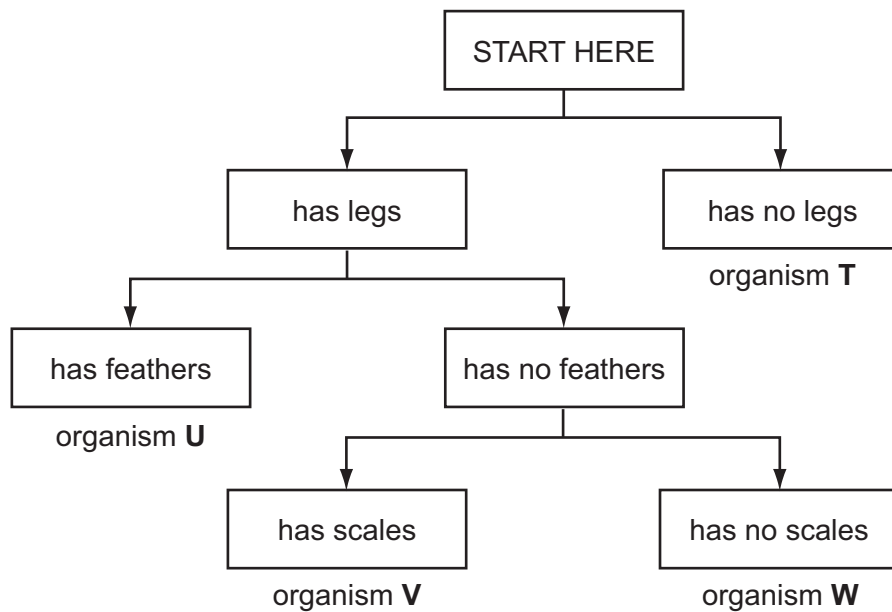 START HERE
has legs
has no legs
organism T
has feathers
has no feathers
organism U
has scales
has no scales
organism V
organism W